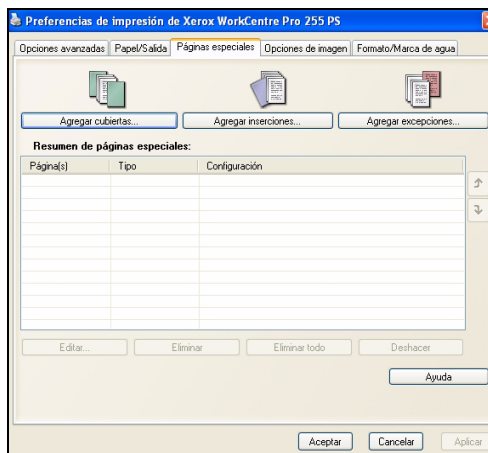 Preferencias de impresión de Xerox WorkCentre Pro 255 PS
Opciones avanzadas Papel/Salida Páginas especiales Opciones de imagen Formato/Marca de agua
Agregar cubiertas... Agregar inserciones... Agregar excepciones...
Resumen de páginas especiales:
Página(s) Tipo Configuración
Editar... Eliminar Eliminar todo Deshacer
Ayuda
Aceptar Cancelar Aplicar